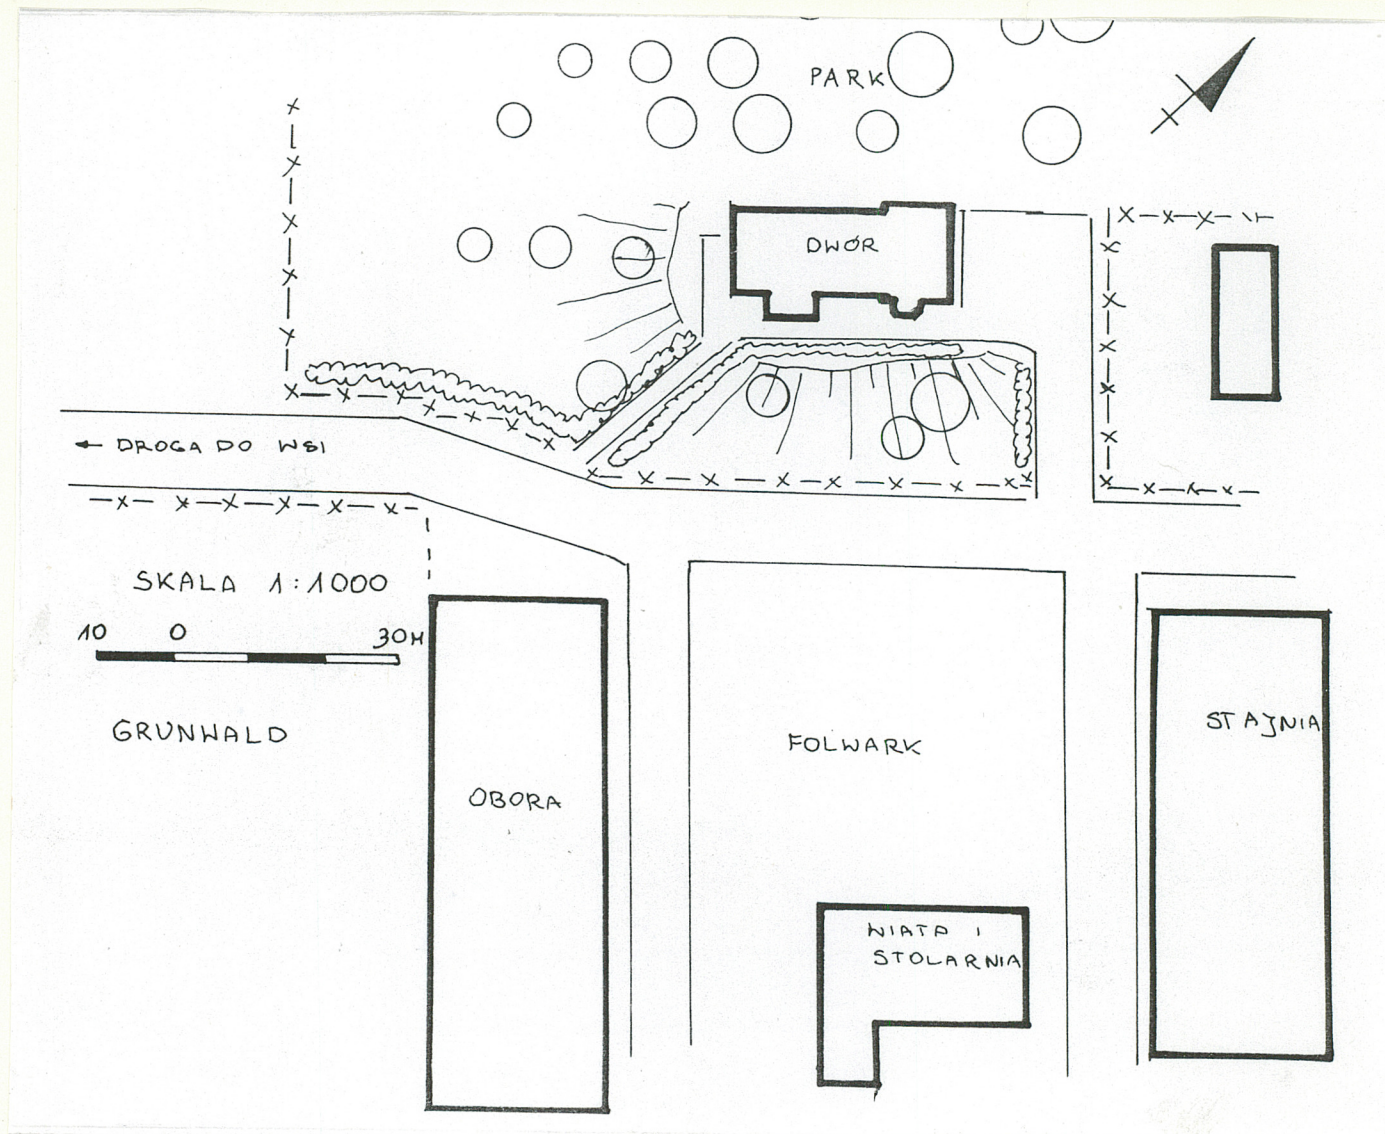 PARK
DWÓR
← DROGA DO WSI
SKALA 1:1000
10 0 30M
GRUNWALD
STAJNIA
FOLWARK
OBORA
WIATA I
STOLARNIA